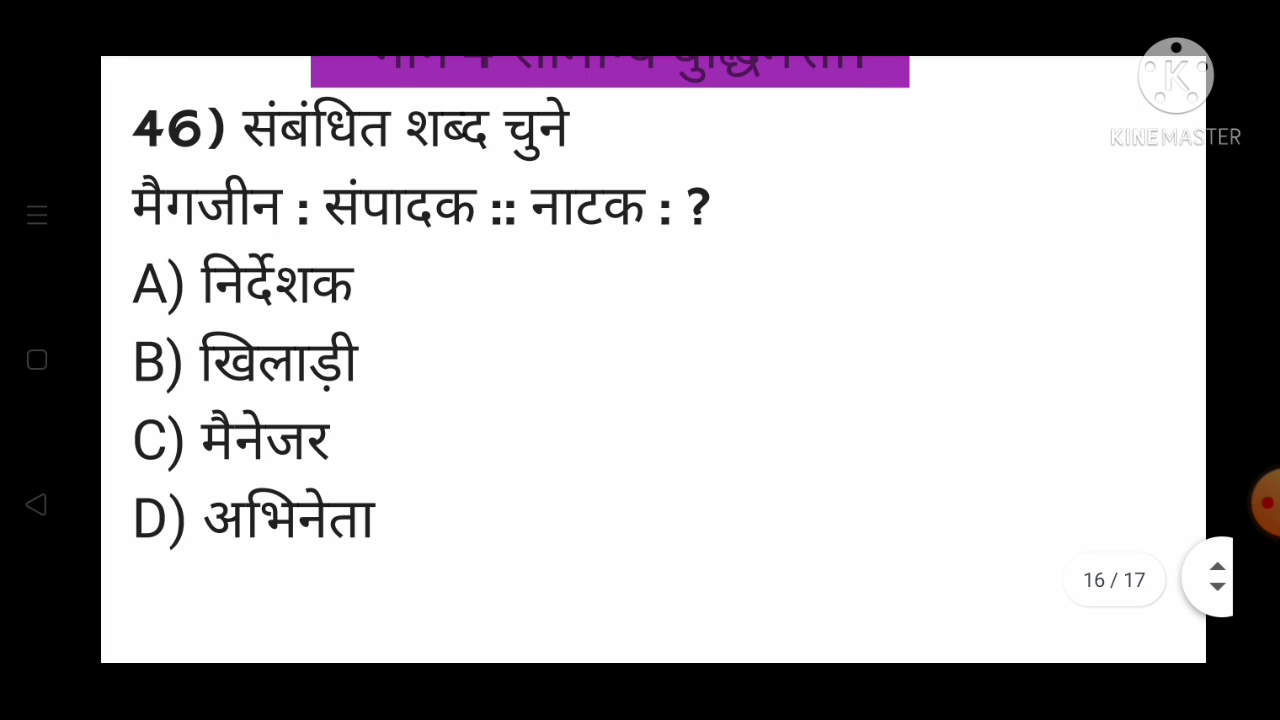 46) संबंधित शब्द चुने
मैगजीन : संपादक :: नाटक : ?
A) निर्देशक
B) खिलाड़ी
C) मैनेजर
D) अभिनेता
16 / 17
K
KINEMASTER